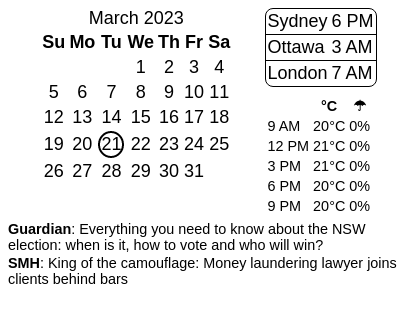 March 2023
Su Mo Tu We Th Fr Sa
1 2 3 4
5 6 7 8 9 10 11
12 13 14 15 16 17 18
19 20 21 22 23 24 25
26 27 28 29 30 31
Sydney 6 PM
Ottawa 3 AM
London 7 AM
°C ☂
9 AM 20°C 0%
12 PM 21°C 0%
3 PM 21°C 0%
6 PM 20°C 0%
9 PM 20°C 0%
Guardian: Everything you need to know about the NSW
election: when is it, how to vote and who will win?
SMH: King of the camouflage: Money laundering lawyer joins
clients behind bars